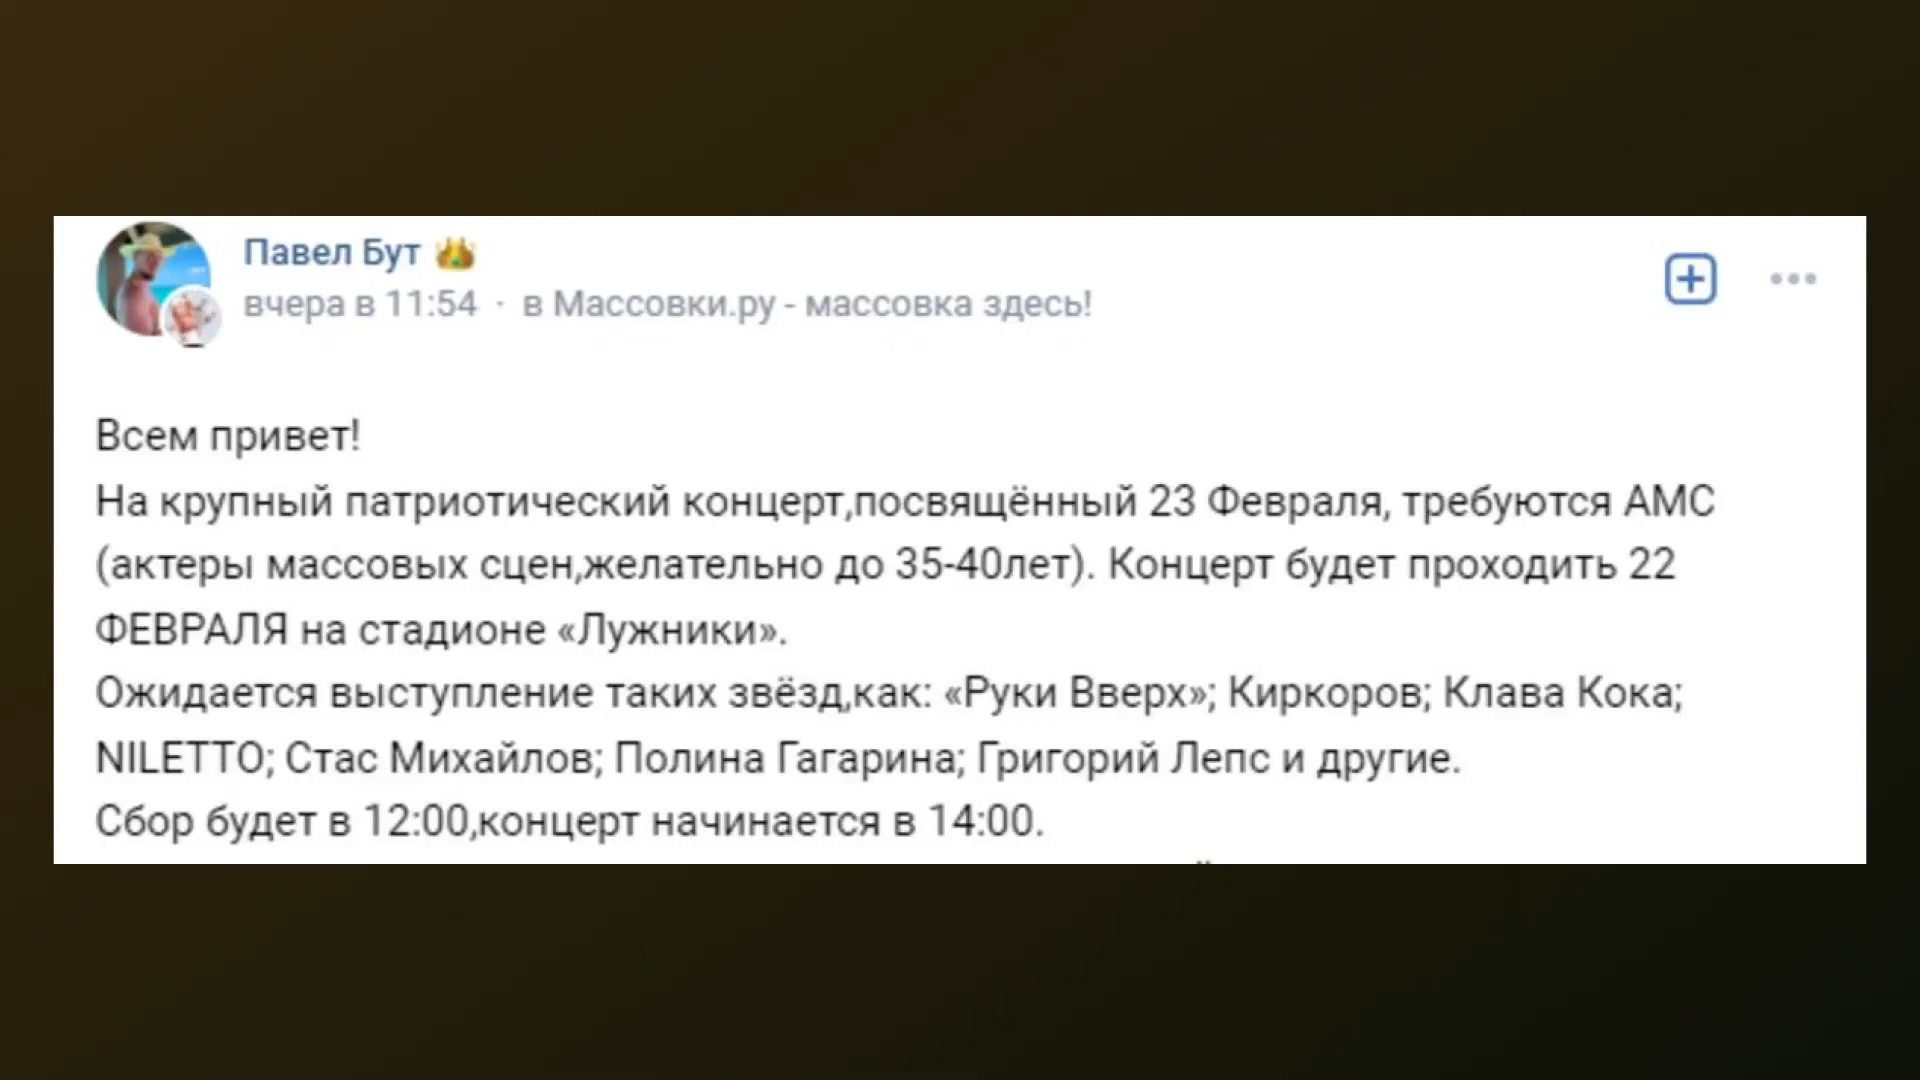 Павел Бут
вчера в 11:54 · в Массовки.ру - массовка здесь!
Всем привет!
На крупный патриотический концерт,посвящённый 23 Февраля, требуются АМС
(актеры массовых сцен,желательно до 35-40лет). Концерт будет проходить 22
ФЕВРАЛЯ на стадионе «Лужники».
Ожидается выступление таких звёзд,как: «Руки Вверх»; Киркоров; Клава Кока;
NILETTO; Стас Михайлов; Полина Гагарина; Григорий Лепс и другие.
Сбор будет в 12:00,концерт начинается в 14:00.